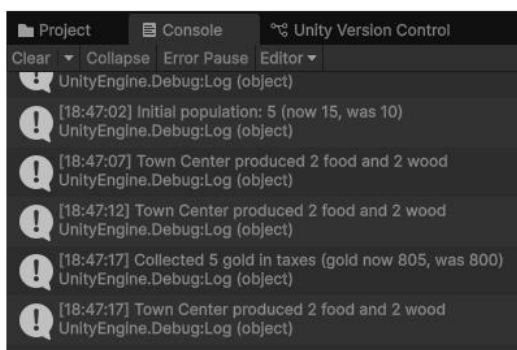 Project Console Unity Version Control
Clear Collapse Error Pause Editor
UnityEngine.Debug:Log (object)
[18:47:02] Initial population: 5 (now 15, was 10)
UnityEngine.Debug:Log (object)
[18:47:07] Town Center produced 2 food and 2 wood
UnityEngine.Debug:Log (object)
[18:47:12] Town Center produced 2 food and 2 wood
UnityEngine.Debug:Log (object)
[18:47:17] Collected 5 gold in taxes (gold now 805, was 800)
UnityEngine.Debug:Log (object)
[18:47:17] Town Center produced 2 food and 2 wood
UnityEngine.Debug:Log (object)